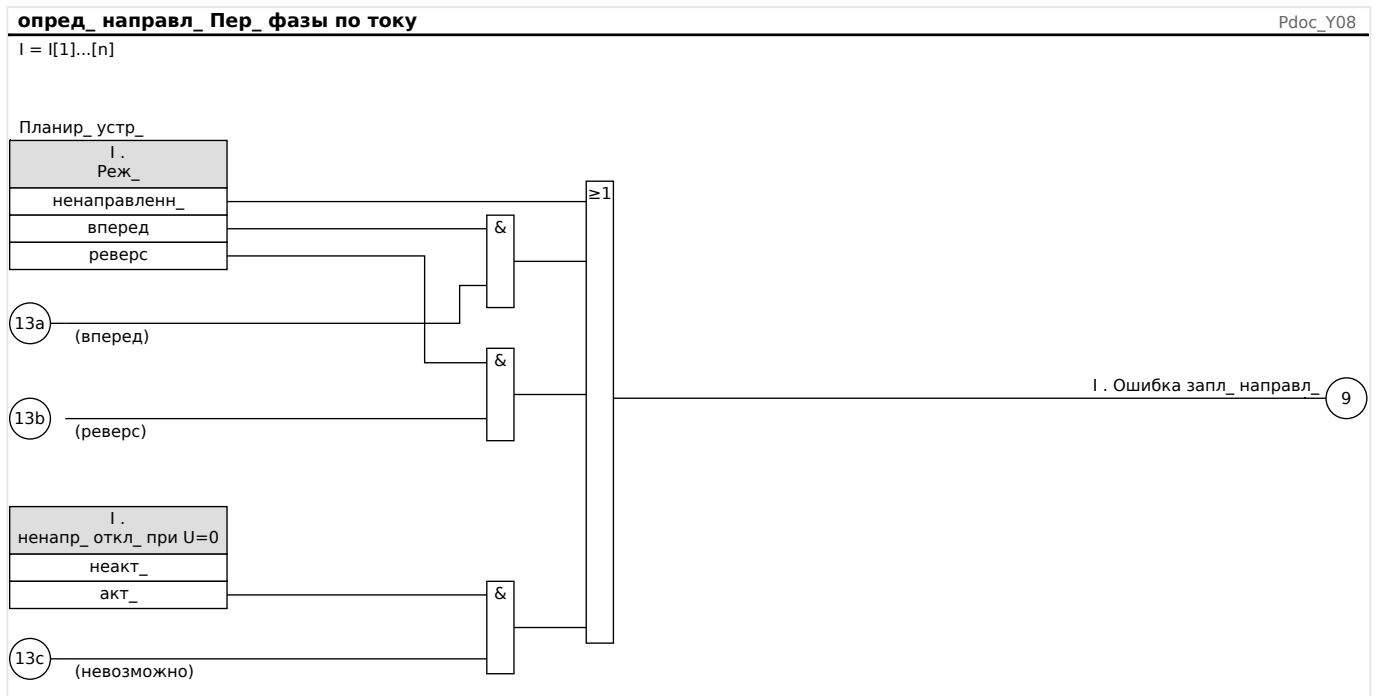 опред_ направл_ Пер_ фазы по току
Pdoc_Y08
I = I[1]...[n]
Планир_ устр_
I .
Реж_
ненаправленн_
вперед
реверс
≥1
&
13a
(вперед)
&
13b
(реверс)
I . Ошибка запл_ направл_
9
I .
ненапр_ откл_ при U=0
неакт_
акт_
&
13c
(невозможно)